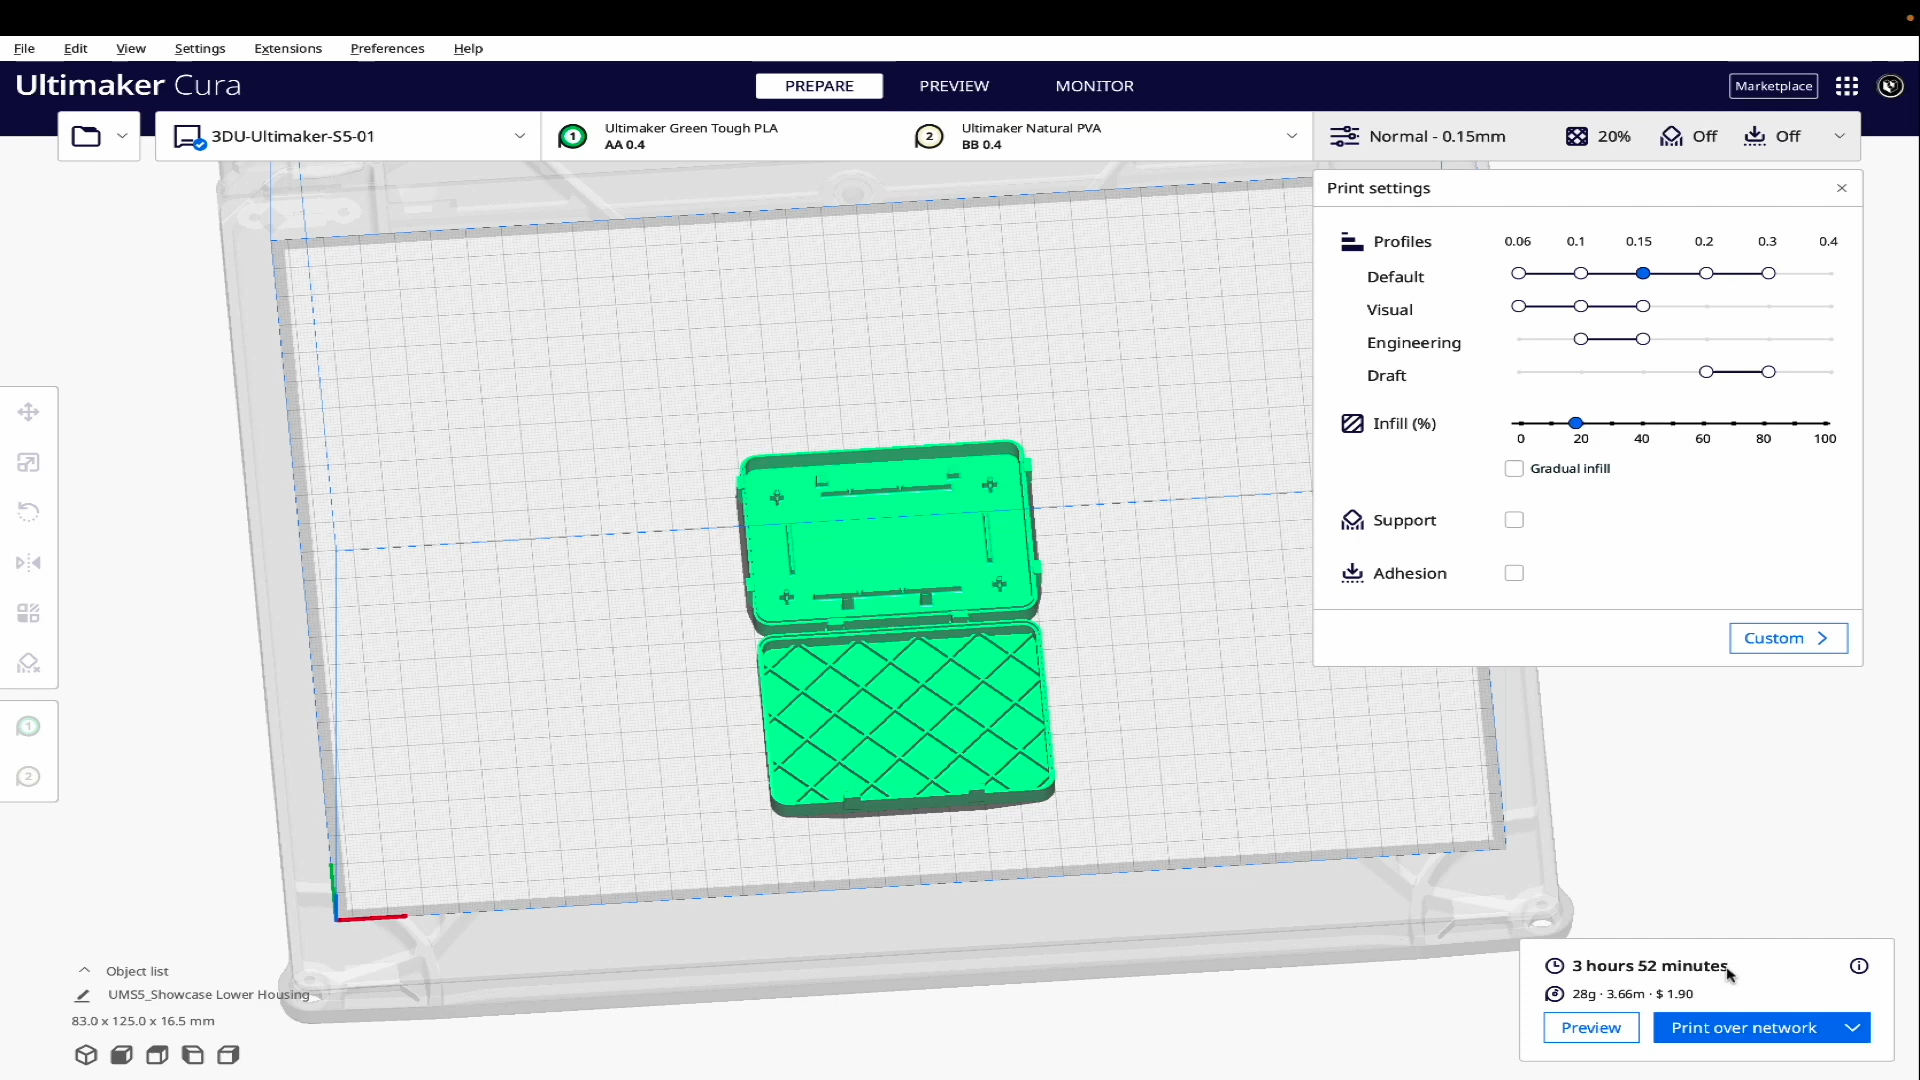 File Edit View Settings Extensions Preferences Help
Ultimaker Cura
PREPARE PREVIEW MONITOR
Marketplace
3DU-Ultimaker-S5-01
1 Ultimaker Green Tough PLA
AA 0.4
2 Ultimaker Natural PVA
BB 0.4
Normal - 0.15mm 20% Off Off
Print settings
Profiles 0.06 0.1 0.15 0.2 0.3 0.4
Default
Visual
Engineering
Draft
Infill (%)
0 20 40 60 80 100
Gradual infill
Support
Adhesion
Custom
1
2
Object list
UMS5_Showcase Lower Housing
83.0 x 125.0 x 16.5 mm
3 hours 52 minutes
28g · 3.66m · $ 1.90
Preview Print over network